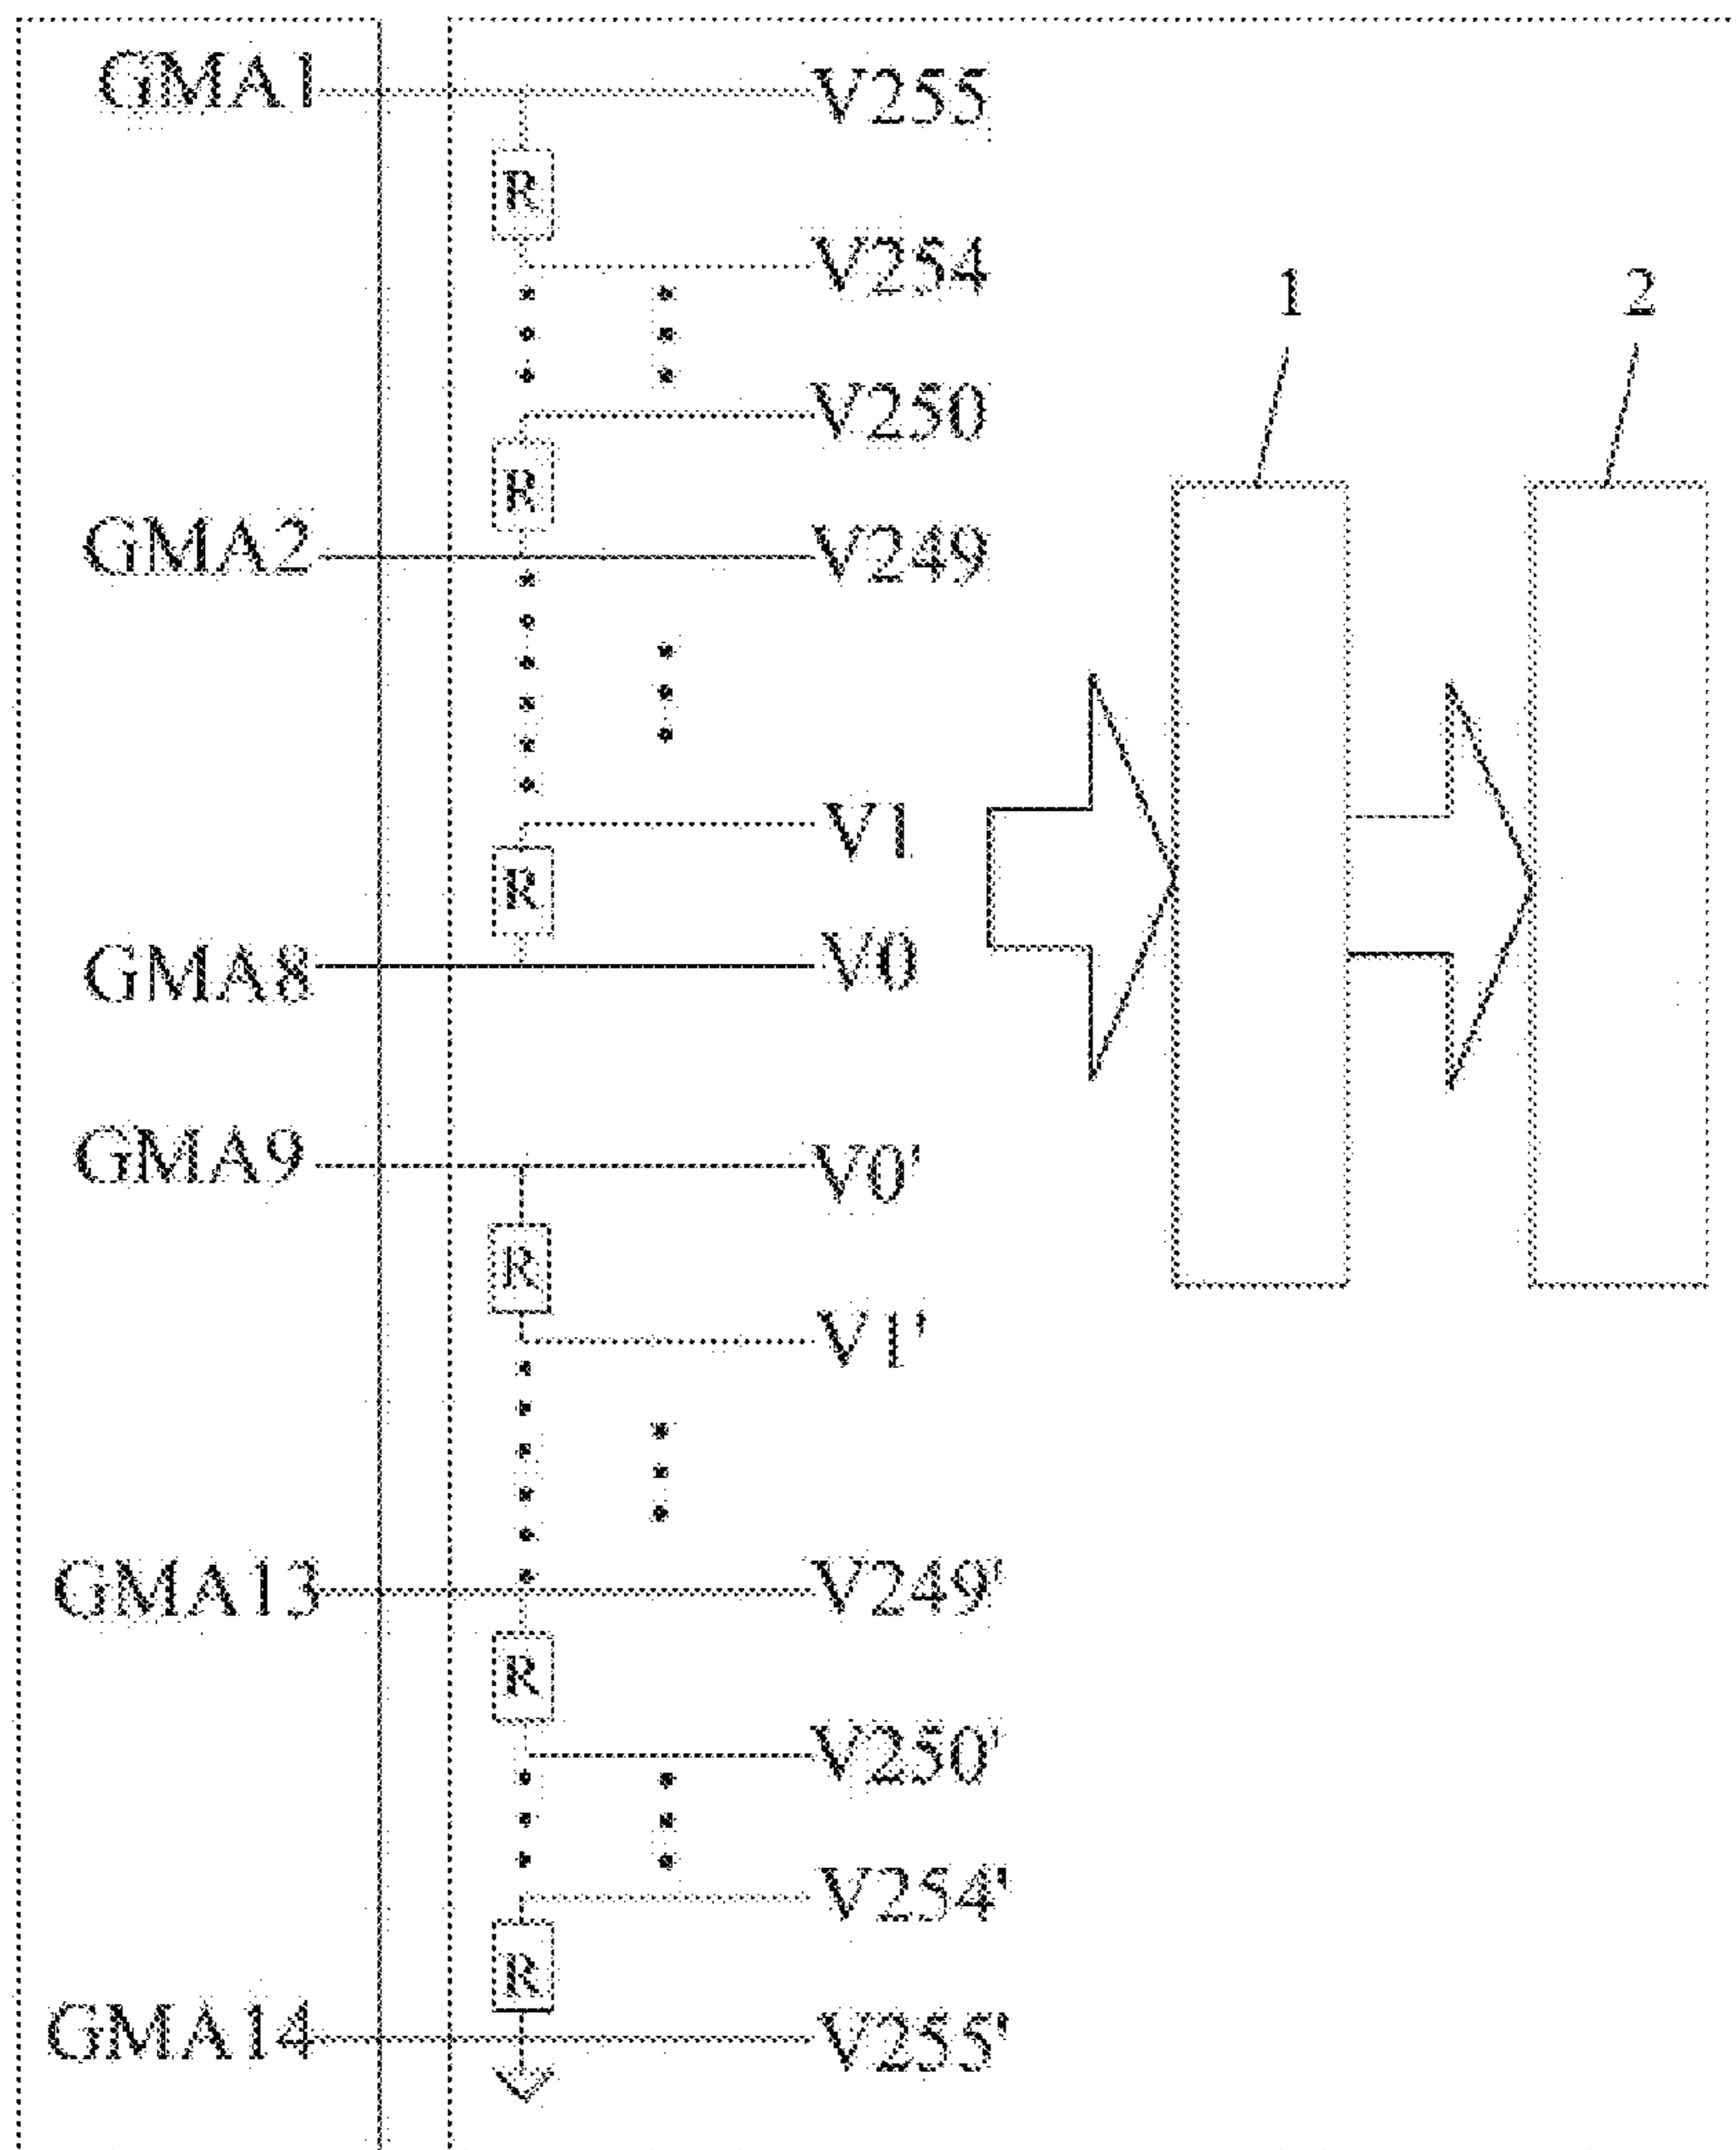 GMA1 V255
R
V254
1 2
V250
R
GMA2 V249
V1
R
GMA8 V0
GMA9 V0'
R
V1'
GMA13 V249'
R
V250'
V254'
R
GMA14 V255'